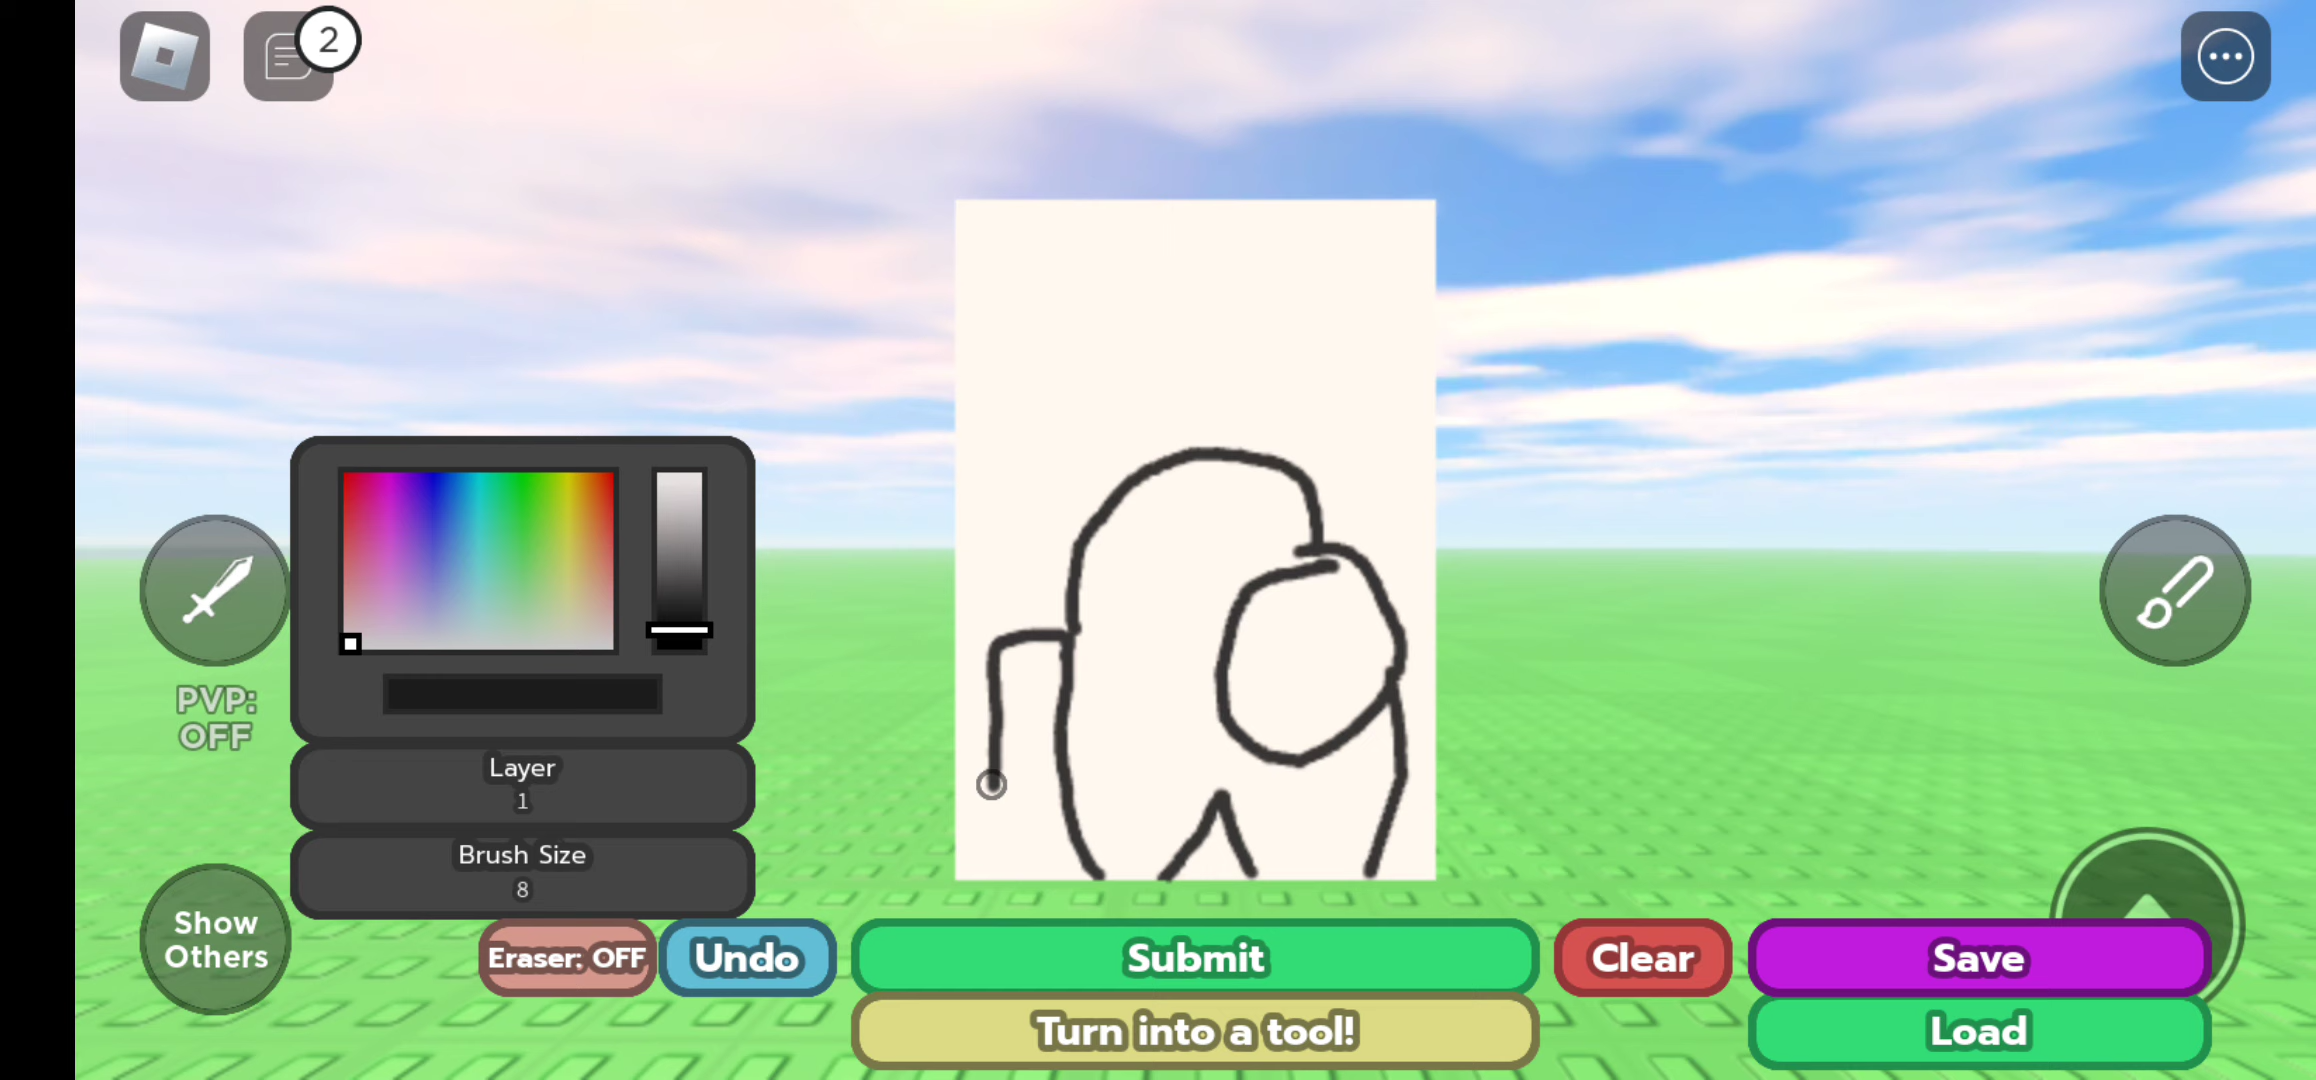 2
PVP:
OFF
Layer
1
Brush Size
8
Show
Others
Eraser: OFF
Undo
Submit
Clear
Save
Turn into a tool!
Load